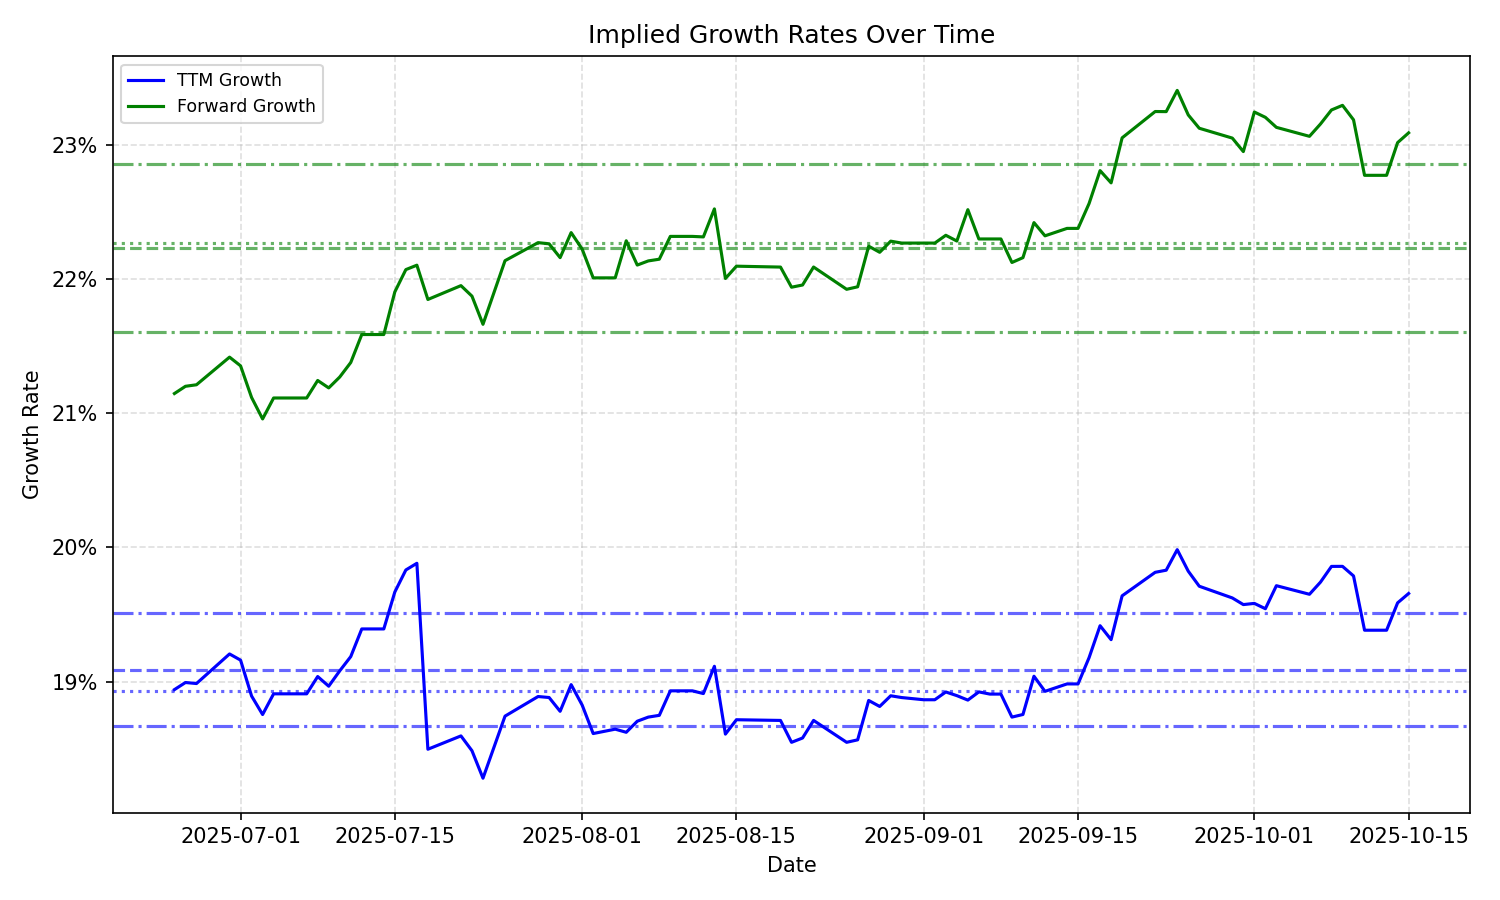 Implied Growth Rates Over Time
TTM Growth
Forward Growth
23%
22%
21%
20%
19%
Growth Rate
2025-07-01 2025-07-15 2025-08-01 2025-08-15 2025-09-01 2025-09-15 2025-10-01 2025-10-15
Date